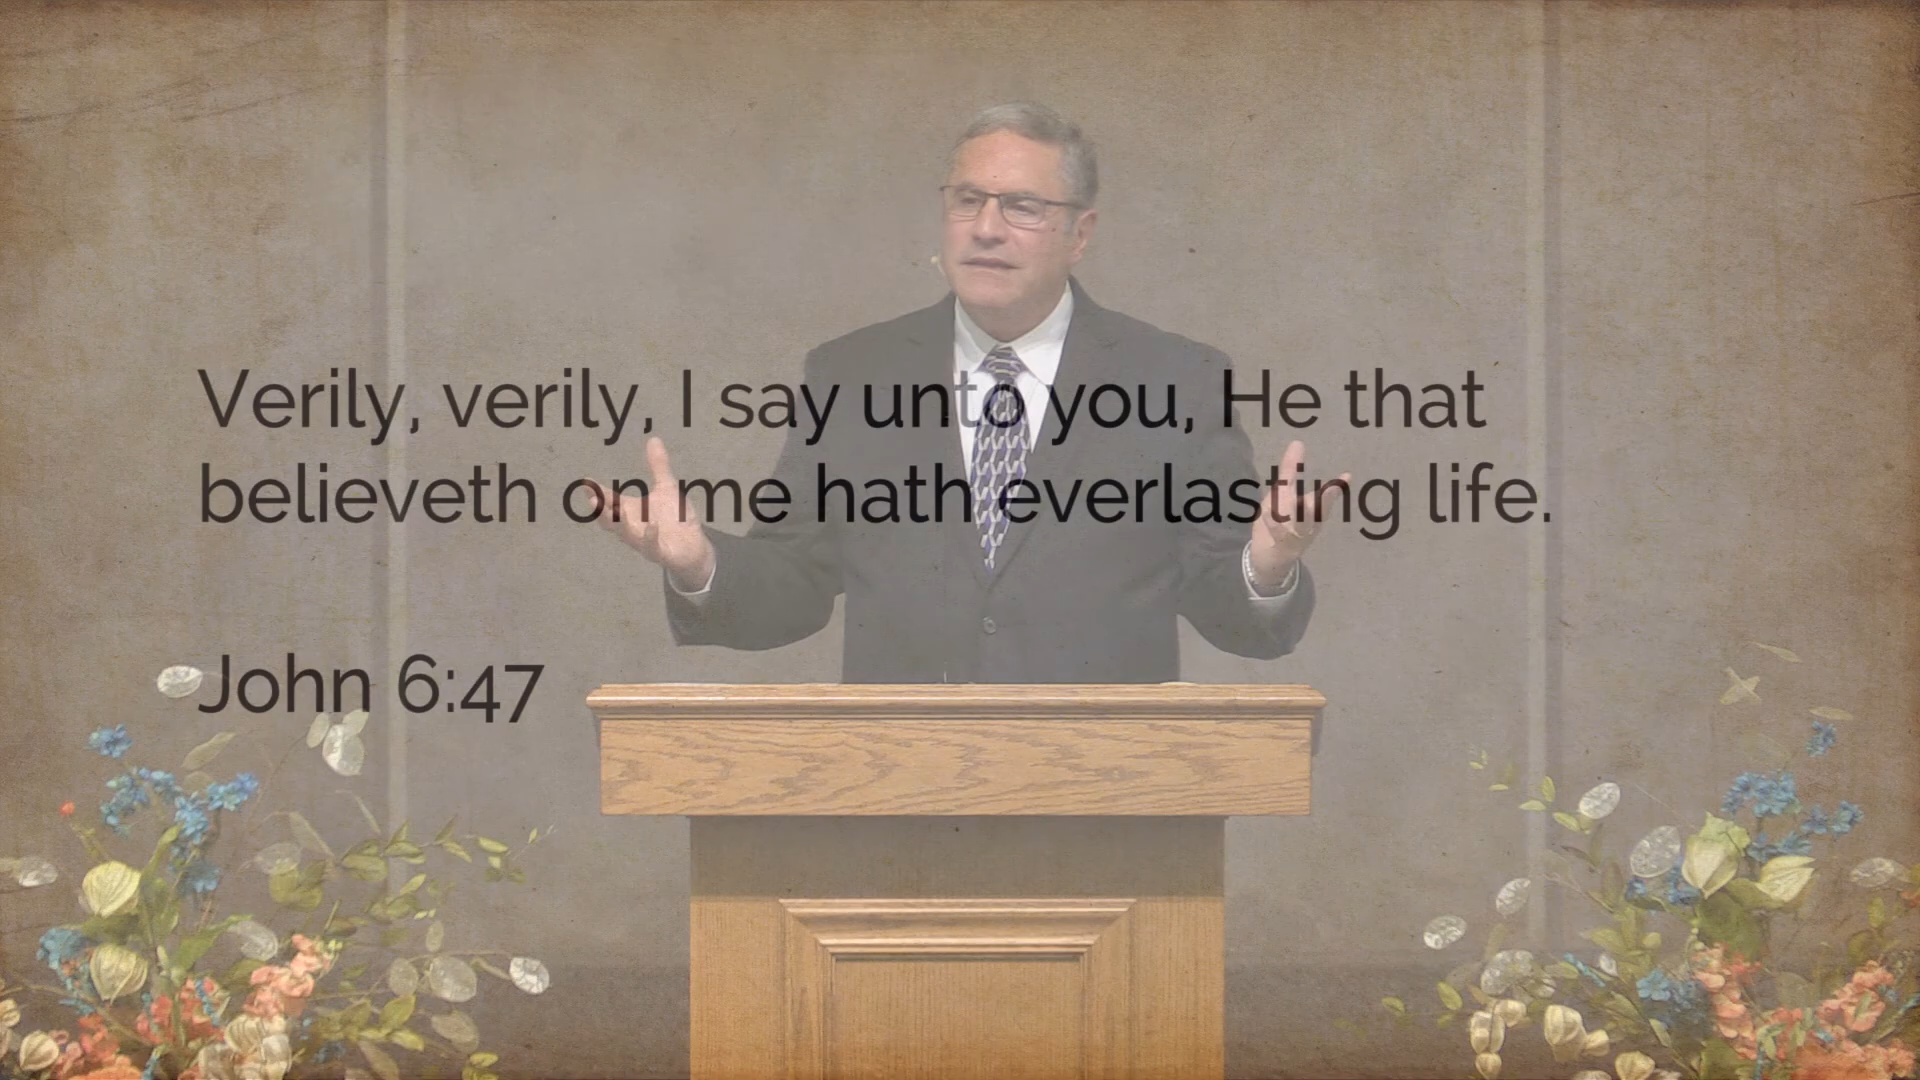 Verily, verily, I say unto you, He that
believeth on me hath everlasting life.
John 6:47